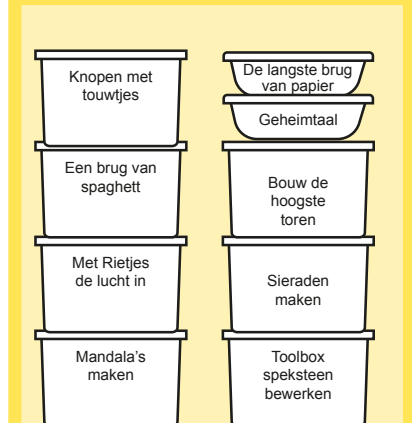 Knopen met
touwtjes
Een brug van
spaghett
Met Rietjes
de lucht in
Mandala's
maken
De langste brug
van papier
Geheimtaal
Bouw de
hoogste
toren
Sieraden
maken
Toolbox
speksteen
bewerken